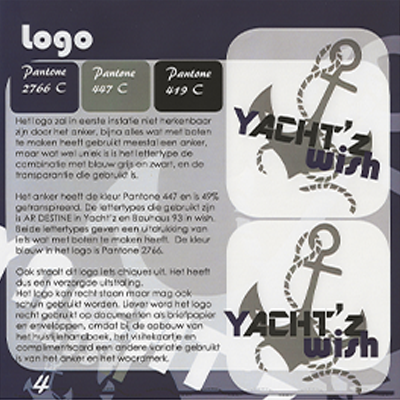 Logo
Pantone
2766 C
Pantone
447 C
Pantone
419 C
Het logo zal in eerste instatie niet herkenbaar
zijn door het anker, bijna alles wat met boten
te maken heeft gebruikt meestal een anker,
maar wat wel uniek is is het lettertype de
combinatie met blauw grijs en zwart, en de
transparantie die gebruikt is.
Het anker heeft de kleur Pantone 447 en is 49%
getranspireerd. De lettertypes die gebruikt zijn
is AR DESTINE in Yacht'z en Bauhaus 93 in wish.
Beide lettertypes geven een uitdrukking van
iets wat met boten te maken heeft. De kleur
blauw in het logo is Pantone 2766.
Ook straalt dit logo iets chiques uit. Het heeft
dus een verzorgde uitstraling.
Het logo kan recht staan maar mag ook
schuin gebruikt worden. Liever word het logo
recht gebruikt op documenten als briefpapier
en enveloppen, omdat bij de opbouw van
het huistijlhandboek, het visitekaartje en
complimentscard een andere variatie gebruikt
is van het anker en het woordmerk.
4
YACHT'z
wish
YACHT'z
wish